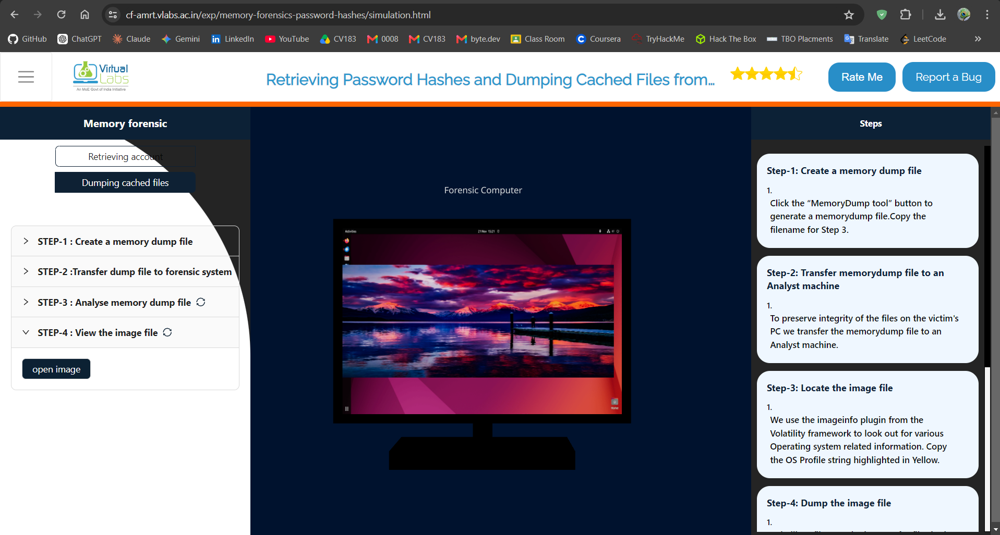 cf-amrt.vlabs.ac.in/exp/memory-forensics-password-hashes/simulation.html
GitHub ChatGPT Claude Gemini LinkedIn YouTube CV183 0008 CV183 byte.dev Class Room Coursera TryHackMe Hack The Box TBO Placments Translate LeetCode
Virtual
Labs
An MoE Govt of India Initiative
Retrieving Password Hashes and Dumping Cached Files from...
Rate Me
Report a Bug
Memory forensic
Retrieving account
Dumping cached files
STEP-1 : Create a memory dump file
STEP-2 :Transfer dump file to forensic system
STEP-3 : Analyse memory dump file
STEP-4 : View the image file
open image
Forensic Computer
Activities
21 Nov 15:21
Home
Steps
Step-1: Create a memory dump file
1.
Click the “MemoryDump tool” button to
generate a memorydump file.Copy the
filename for Step 3.
Step-2: Transfer memorydump file to an
Analyst machine
1.
To preserve integrity of the files on the victim's
PC we transfer the memorydump file to an
Analyst machine.
Step-3: Locate the image file
1.
We use the imageinfo plugin from the
Volatility framework to look out for various
Operating system related information. Copy
the OS Profile string highlighted in Yellow.
Step-4: Dump the image file
1.